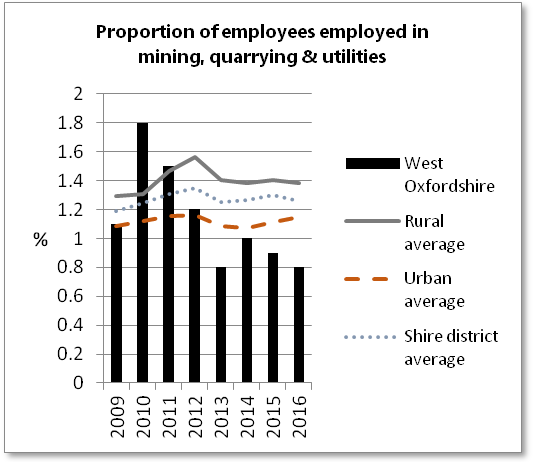 Proportion of employees employed in
mining, quarrying & utilities
2
1.8
1.6
1.4
1.2
1
0.8
0.6
0.4
0.2
0
%
2009
2010
2011
2012
2013
2014
2015
2016
West
Oxfordshire
Rural
average
Urban
average
Shire district
average